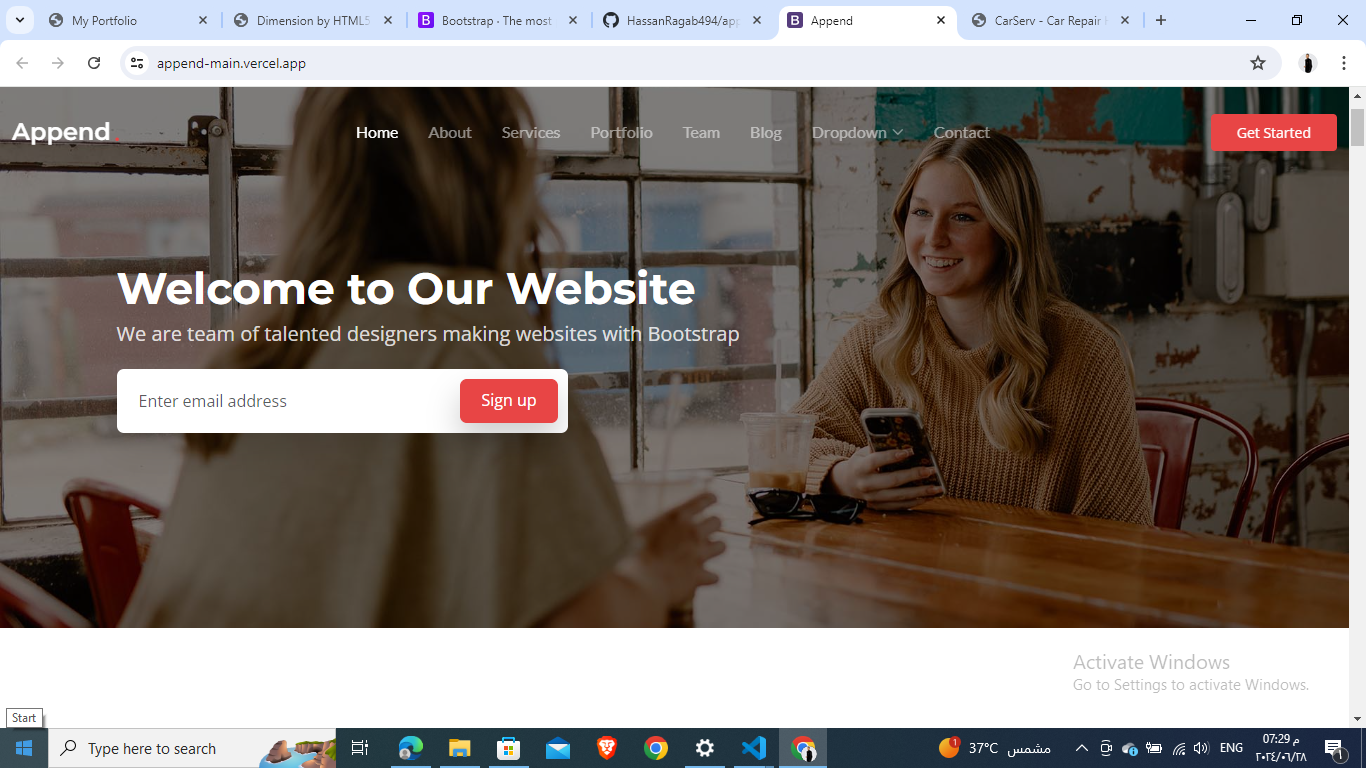 My Portfolio
Dimension by HTML5
Bootstrap · The most
HassanRagab494/app
Append
CarServ - Car Repair
append-main.vercel.app
Append.
Home
About
Services
Portfolio
Team
Blog
Dropdown
Contact
Get Started
Welcome to Our Website
We are team of talented designers making websites with Bootstrap
Enter email address
Sign up
Activate Windows
Go to Settings to activate Windows.
Start
Type here to search
1
37°C مشمس
ENG
07:29 م
٢٠٢٤/٠٦/٢٨
1